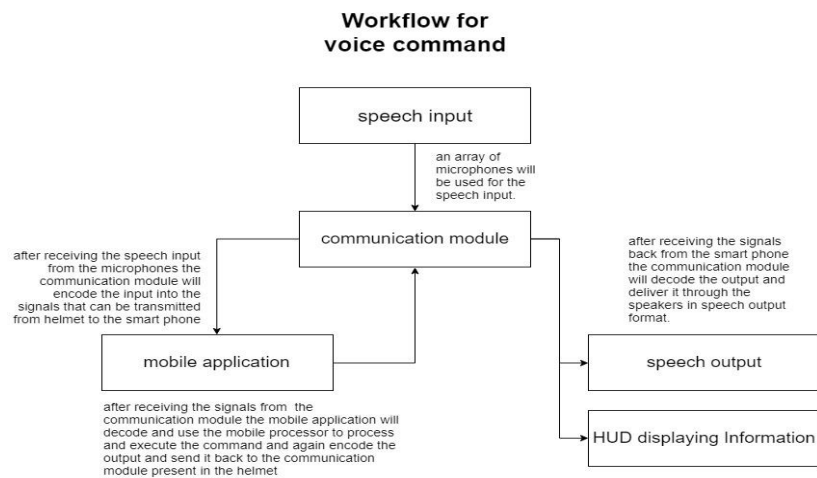 Workflow for
voice command
speech input
an array of
microphones will
be used for the
speech input.
communication module
after receiving the speech input
from the microphones the
communication module will
encode the input into the
signals that can be transmitted
from helmet to the smart phone
after receiving the signals
back from the smart phone
the communication module
will decode the output and
deliver it through the
speakers in speech output
format.
mobile application
speech output
after receiving the signals from the
communication module the mobile application will
decode and use the mobile processor to process
and execute the command and again encode the
output and send it back to the communication
module present in the helmet
HUD displaying Information